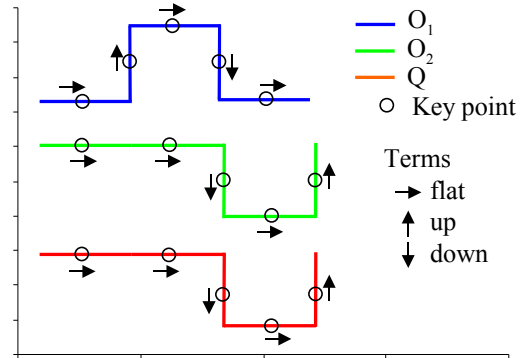 O₁
O₂
Q
Key point
Terms
flat
up
down